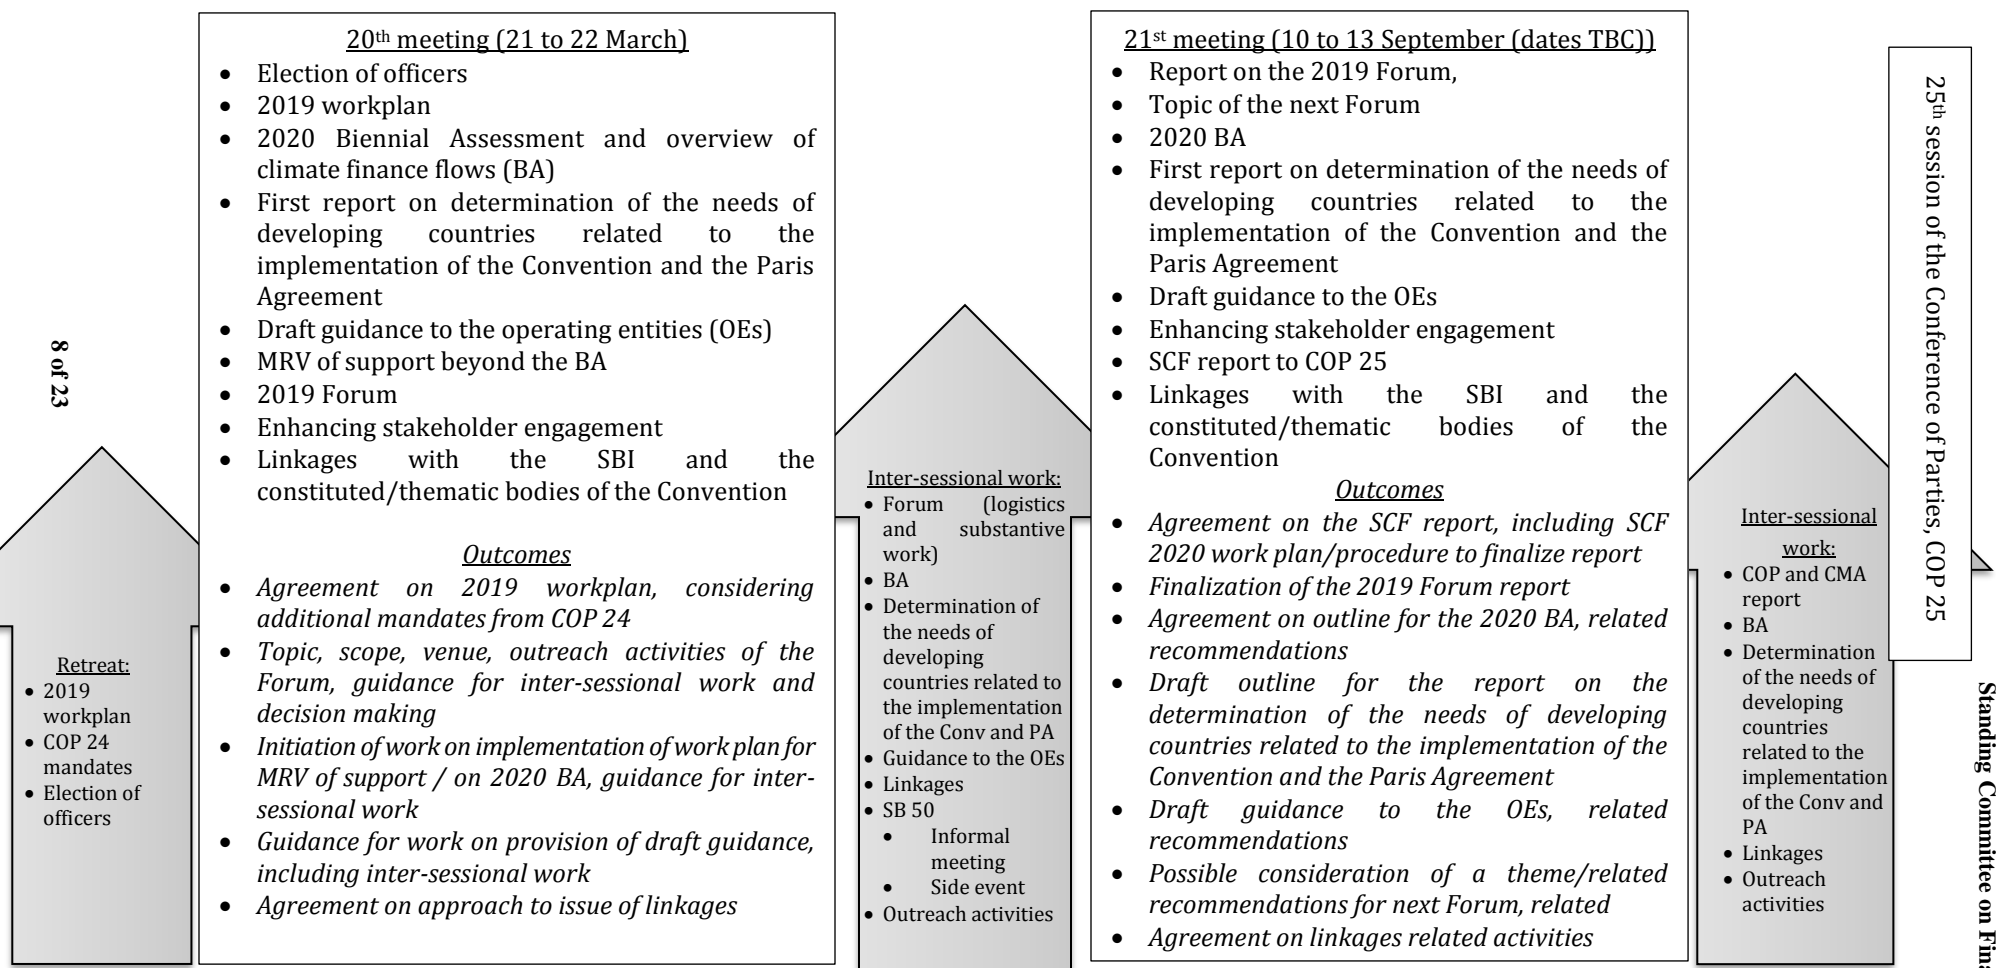 8 of 23
Retreat:
• 2019
workplan
• COP 24
mandates
• Election of
officers
20th meeting (21 to 22 March)
• Election of officers
• 2019 workplan
• 2020 Biennial Assessment and overview of
climate finance flows (BA)
• First report on determination of the needs of
developing countries related to the
implementation of the Convention and the Paris
Agreement
• Draft guidance to the operating entities (OEs)
• MRV of support beyond the BA
• 2019 Forum
• Enhancing stakeholder engagement
• Linkages with the SBI and the
constituted/thematic bodies of the Convention
Outcomes
• Agreement on 2019 workplan, considering
additional mandates from COP 24
• Topic, scope, venue, outreach activities of the
Forum, guidance for inter-sessional work and
decision making
• Initiation of work on implementation of work plan for
MRV of support / on 2020 BA, guidance for inter-
sessional work
• Guidance for work on provision of draft guidance,
including inter-sessional work
• Agreement on approach to issue of linkages
Inter-sessional work:
• Forum (logistics
and substantive
work)
• BA
• Determination of
the needs of
developing
countries related to
the implementation
of the Conv and PA
• Guidance to the OEs
• Linkages
• SB 50
• Informal
meeting
• Side event
• Outreach activities
21st meeting (10 to 13 September (dates TBC))
• Report on the 2019 Forum,
• Topic of the next Forum
• 2020 BA
• First report on determination of the needs of
developing countries related to the
implementation of the Convention and the
Paris Agreement
• Draft guidance to the OEs
• Enhancing stakeholder engagement
• SCF report to COP 25
• Linkages with the SBI and the
constituted/thematic bodies of the
Convention
Outcomes
• Agreement on the SCF report, including SCF
2020 work plan/procedure to finalize report
• Finalization of the 2019 Forum report
• Agreement on outline for the 2020 BA, related
recommendations
• Draft outline for the report on the
determination of the needs of developing
countries related to the implementation of the
Convention and the Paris Agreement
• Draft guidance to the OEs, related
recommendations
• Possible consideration of a theme/related
recommendations for next Forum, related
• Agreement on linkages related activities
Inter-sessional
work:
• COP and CMA
report
• BA
• Determination
of the needs of
developing
countries
related to the
implementation
of the Conv and
PA
• Linkages
• Outreach
activities
25th session of the Conference of Parties, COP 25
Standing Committee on